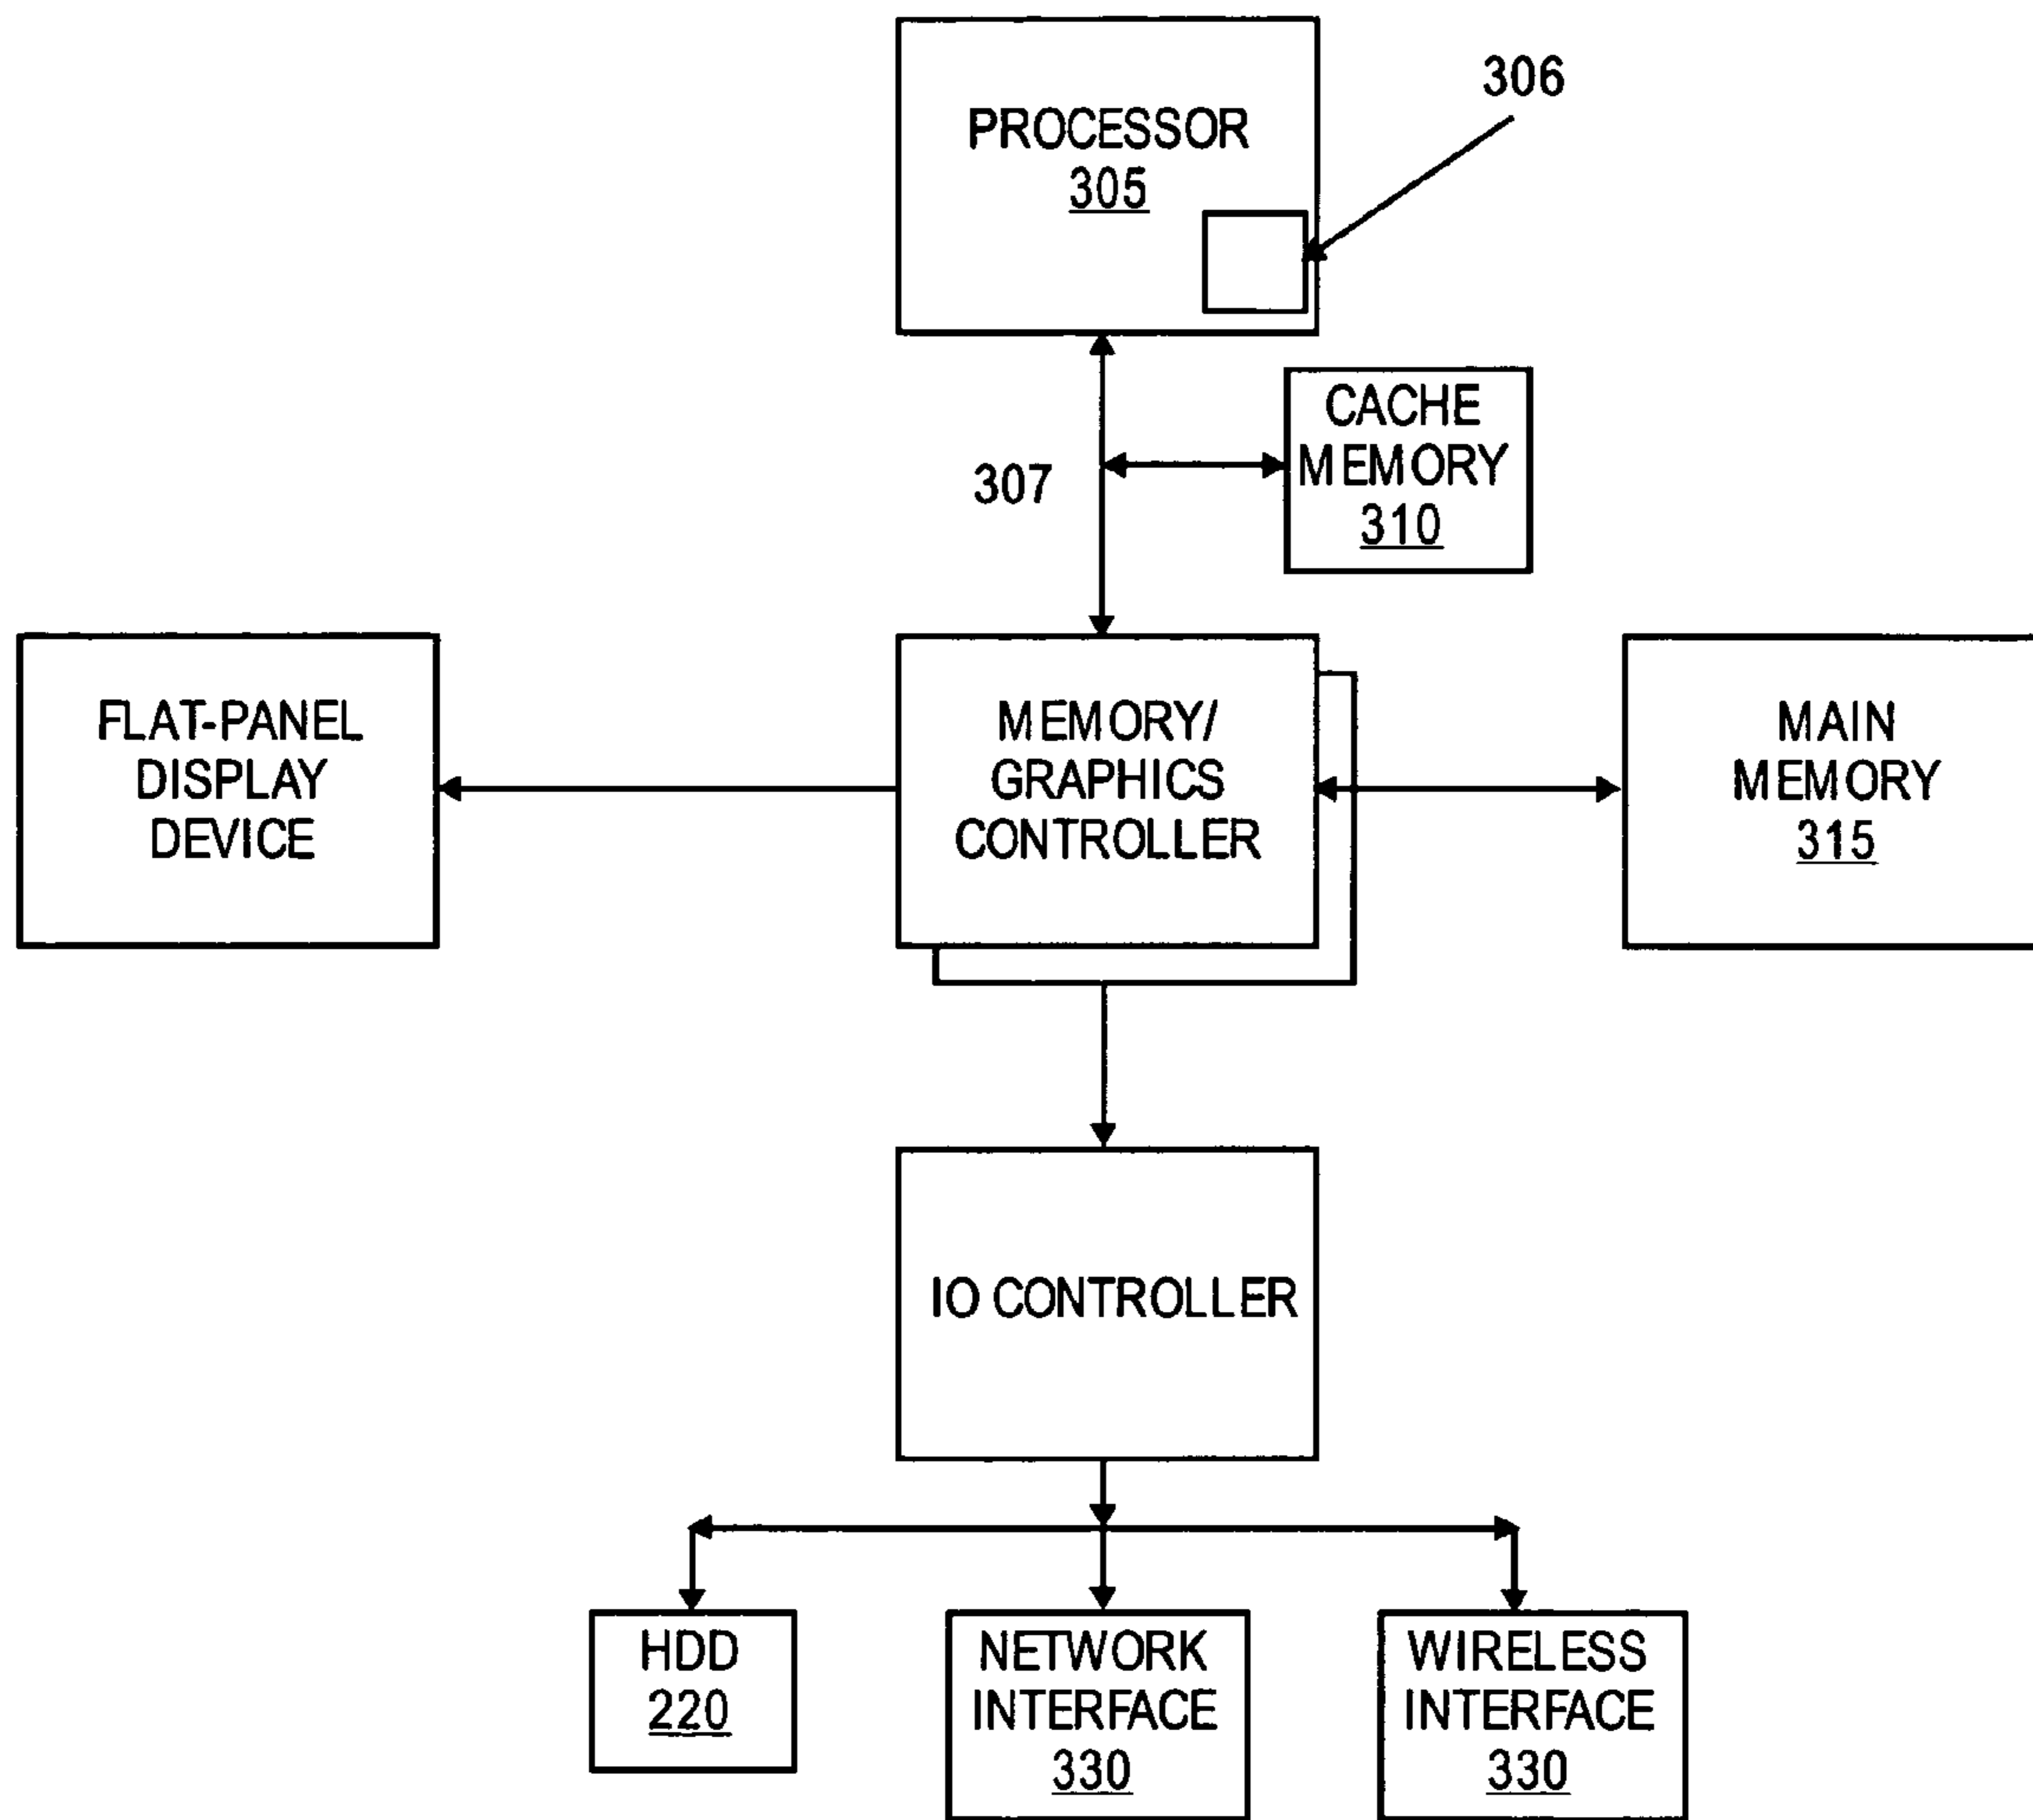 PROCESSOR
305
306
CACHE
MEMORY
310
307
FLAT-PANEL
DISPLAY
DEVICE
MEMORY/
GRAPHICS
CONTROLLER
MAIN
MEMORY
315
IO CONTROLLER
HDD
220
NETWORK
INTERFACE
330
WIRELESS
INTERFACE
330